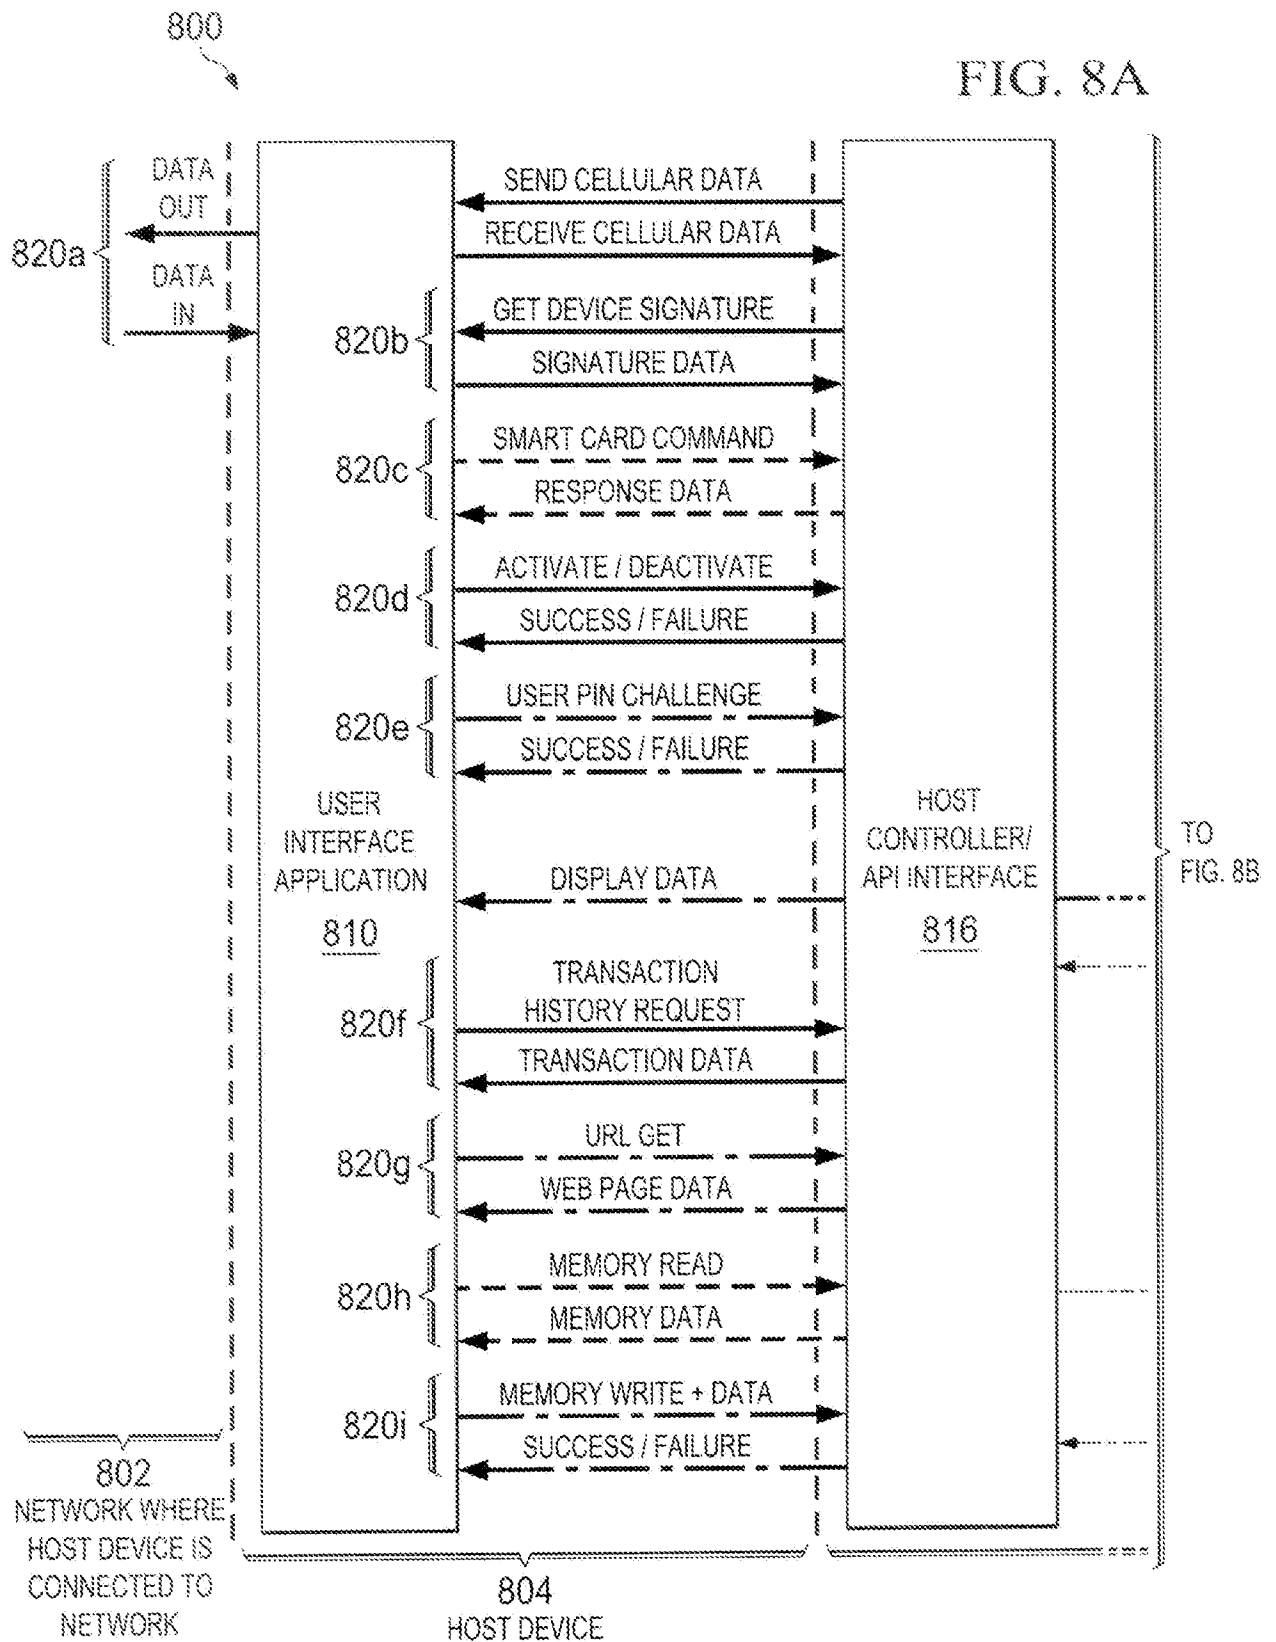 800
FIG. 8A
DATA
OUT
820a
DATA
IN
SEND CELLULAR DATA
RECEIVE CELLULAR DATA
820b
GET DEVICE SIGNATURE
SIGNATURE DATA
820c
SMART CARD COMMAND
RESPONSE DATA
820d
ACTIVATE / DEACTIVATE
SUCCESS / FAILURE
820e
USER PIN CHALLENGE
SUCCESS / FAILURE
USER
INTERFACE
APPLICATION
810
DISPLAY DATA
HOST
CONTROLLER/
API INTERFACE
816
TO
FIG. 8B
820f
TRANSACTION
HISTORY REQUEST
TRANSACTION DATA
820g
URL GET
WEB PAGE DATA
820h
MEMORY READ
MEMORY DATA
820i
MEMORY WRITE + DATA
SUCCESS / FAILURE
802
NETWORK WHERE
HOST DEVICE IS
CONNECTED TO
NETWORK
804
HOST DEVICE